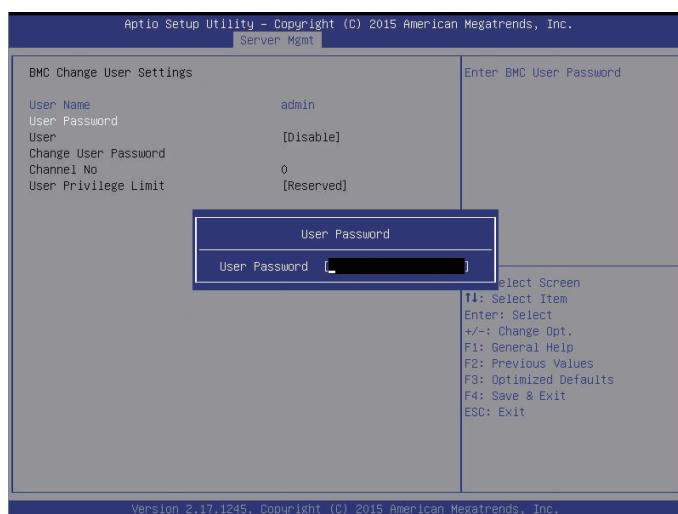 Aptio Setup Utility – Copyright (C) 2015 American Megatrends, Inc.
Server Mgmt
BMC Change User Settings
User Name admin
User Password
User [Disable]
Change User Password
Channel No 0
User Privilege Limit [Reserved]
Enter BMC User Password
User Password
User Password [ ]
elect Screen
↑↓: Select Item
Enter: Select
+/-: Change Opt.
F1: General Help
F2: Previous Values
F3: Optimized Defaults
F4: Save & Exit
ESC: Exit
Version 2.17.1245. Copyright (C) 2015 American Megatrends, Inc.